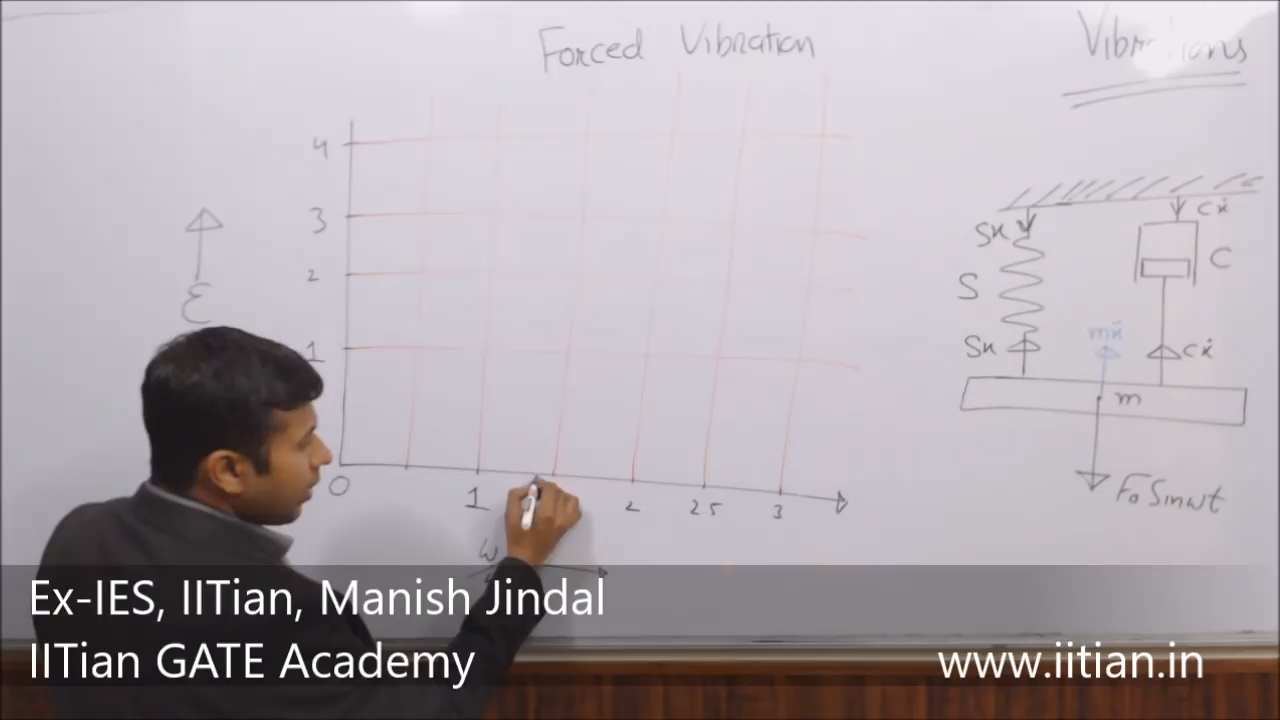 Forced Vibration
Vibrations
4
3
2
1
ε
0
1
2
2.5
3
ω
Sx
cẋ
S
C
Sx
mẍ
cẋ
m
F₀ Sinωt
Ex-IES, IITian, Manish Jindal
IITian GATE Academy
www.iitian.in